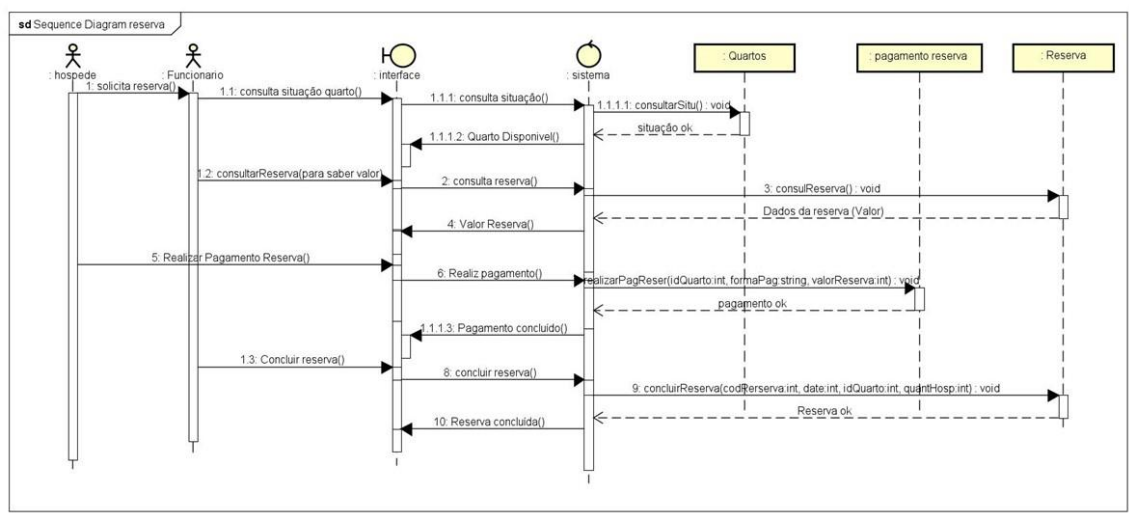 sd Sequence Diagram reserva
: hospede
: Funcionario
: interface
: sistema
: Quartos
: pagamento reserva
: Reserva
1: solicita reserva()
1.1: consulta situação quarto()
1.1.1: consulta situação()
1.1.1.1: consultarSitu() : void
situação ok
1.1.1.2: Quarto Disponivel()
1.2: consultarReserva(para saber valor)
2: consulta reserva()
3: consulReserva() : void
Dados da reserva (Valor)
4: Valor Reserva()
5: Realizar Pagamento Reserva()
6: Realiz pagamento()
realizarPagReser(idQuarto:int, formaPag:string, valorReserva:int) : void
pagamento ok
1.1.1.3: Pagamento concluído()
1.3: Concluir reserva()
8: concluir reserva()
9: concluirReserva(codRerserva:int, date:int, idQuarto:int, quantHosp:int) : void
Reserva ok
10: Reserva concluída()